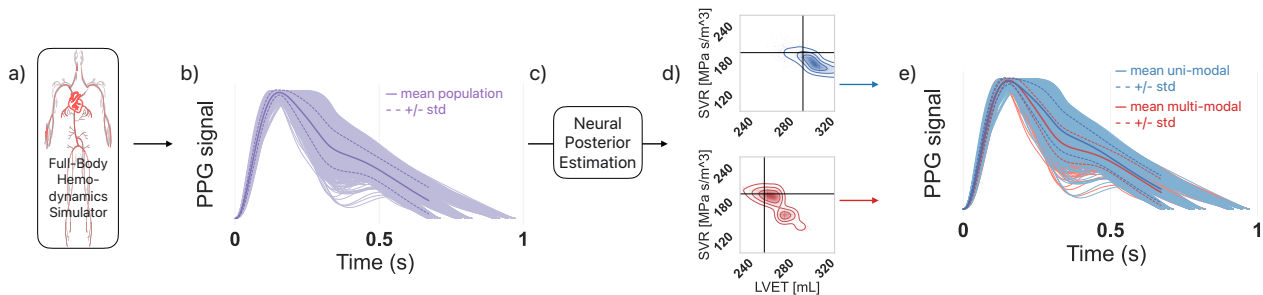 a)
Full-Body
Hemo-
dynamics
Simulator
b)
PPG signal
mean population
+/- std
0
0.5
1
Time (s)
c)
Neural
Posterior
Estimation
d)
SVR [MPa s/m^3]
240
180
120
240
280
320
SVR [MPa s/m^3]
240
180
120
240
280
320
LVET [mL]
e)
PPG signal
mean uni-modal
+/- std
mean multi-modal
+/- std
0
0.5
1
Time (s)